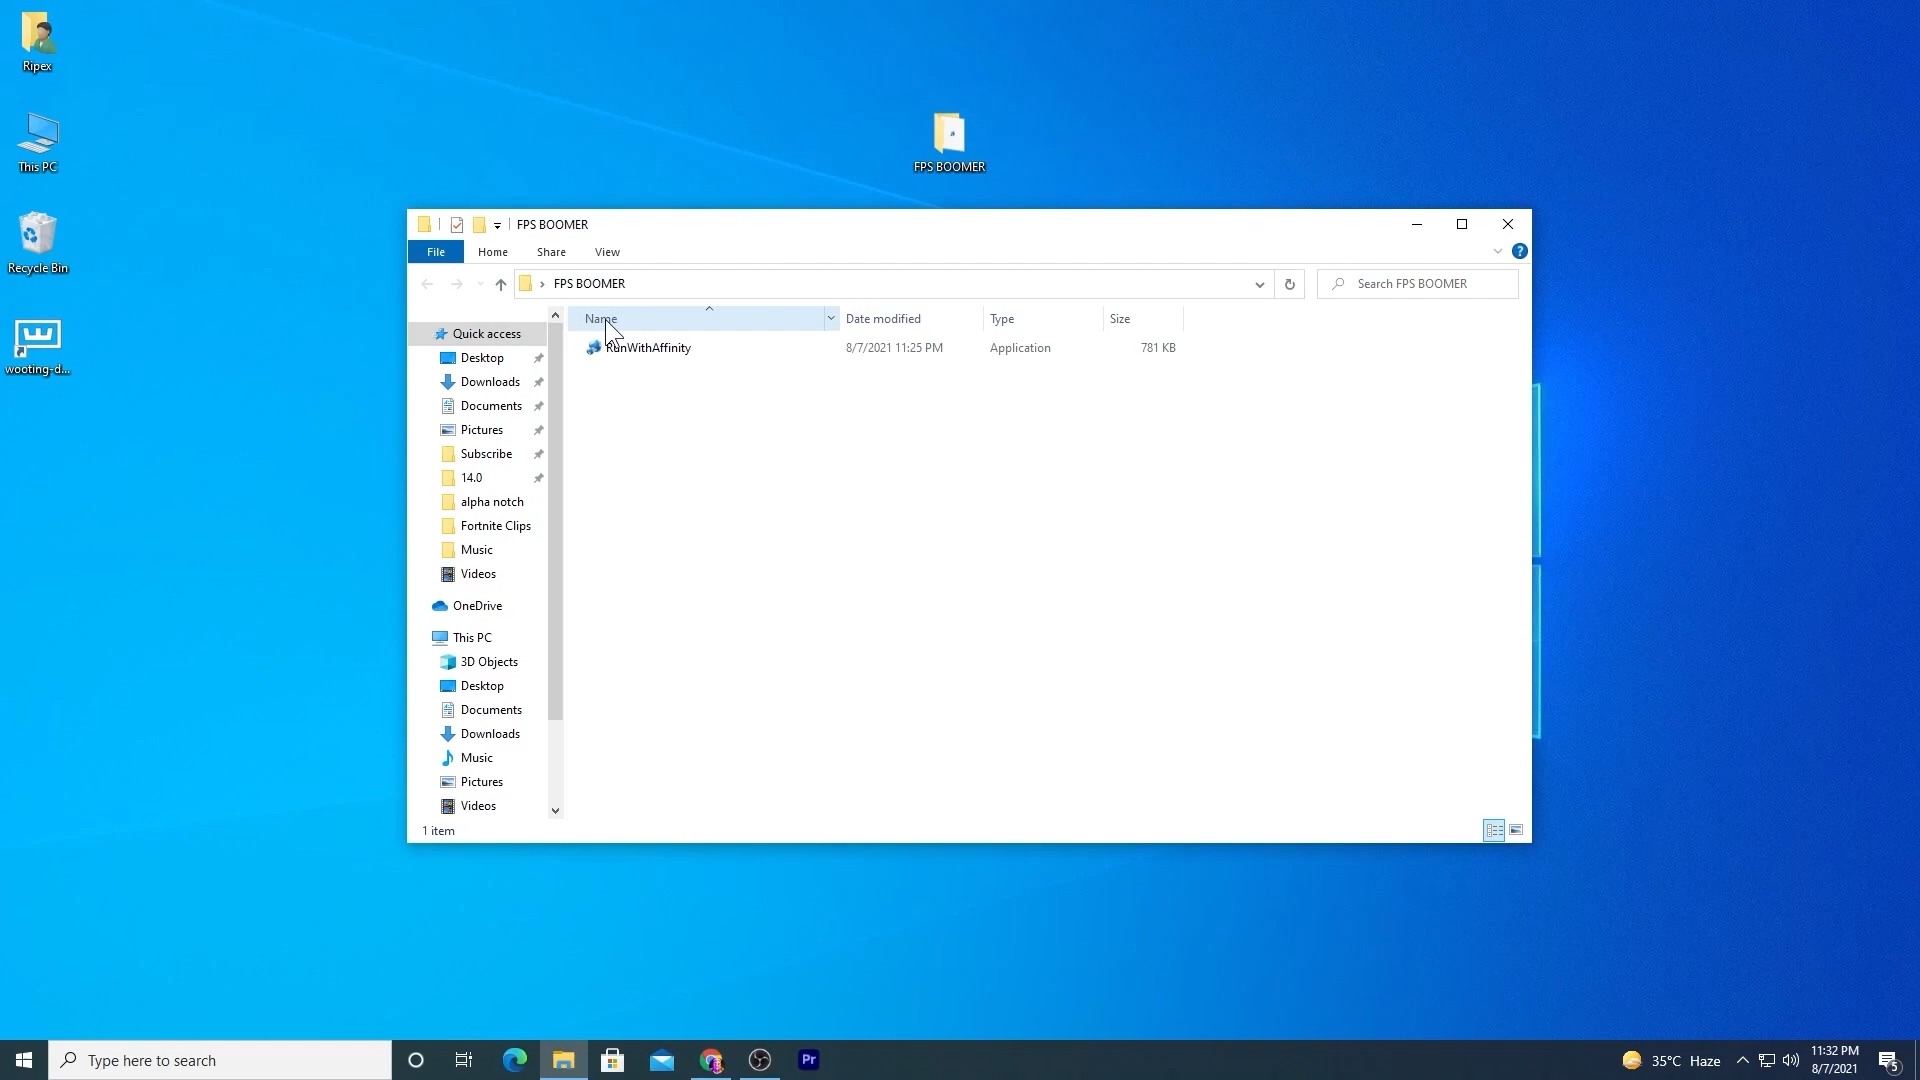 Ripex
This PC
Recycle Bin
wooting-d...
FPS BOOMER
FPS BOOMER
File Home Share View
FPS BOOMER
Search FPS BOOMER
Name Date modified Type Size
RunWithAffinity 8/7/2021 11:25 PM Application 781 KB
Quick access
Desktop
Downloads
Documents
Pictures
Subscribe
14.0
alpha notch
Fortnite Clips
Music
Videos
OneDrive
This PC
3D Objects
Desktop
Documents
Downloads
Music
Pictures
Videos
1 item
Type here to search
Pr
35°C Haze
11:32 PM
8/7/2021
5